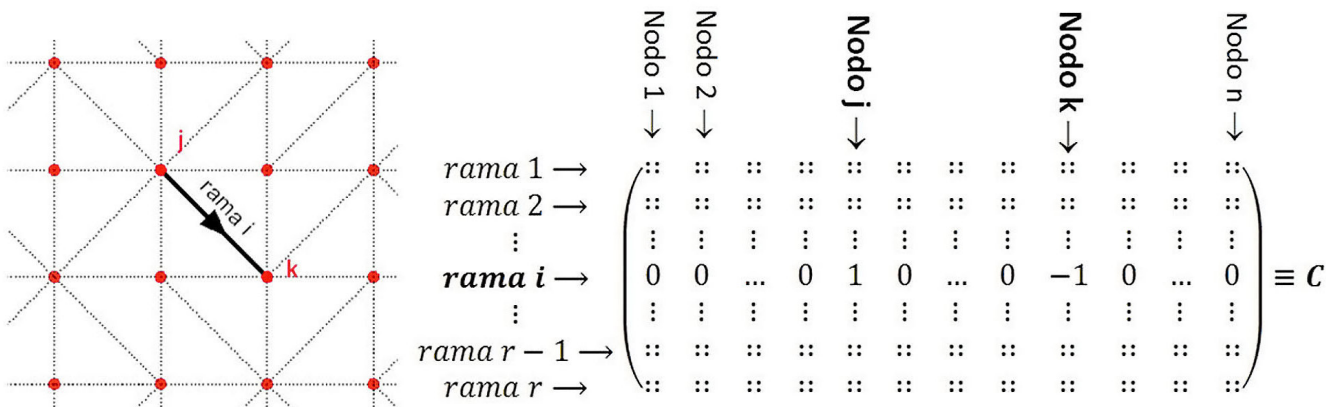 j
rama i
k
Nodo 1 Nodo 2 Nodo j Nodo k Nodo n
↓ ↓ ↓ ↓ ↓
rama 1 → :: :: :: :: :: :: :: :: :: :: :: ::
rama 2 → :: :: :: :: :: :: :: :: :: :: :: ::
⋮ ⋮ ⋮ ⋮ ⋮ ⋮ ⋮ ⋮ ⋮ ⋮ ⋮ ⋮ ⋮
rama i → 0 0 ... 0 1 0 ... 0 −1 0 ... 0 ≡ C
⋮ ⋮ ⋮ ⋮ ⋮ ⋮ ⋮ ⋮ ⋮ ⋮ ⋮ ⋮ ⋮
rama r − 1 → :: :: :: :: :: :: :: :: :: :: :: ::
rama r → :: :: :: :: :: :: :: :: :: :: :: ::